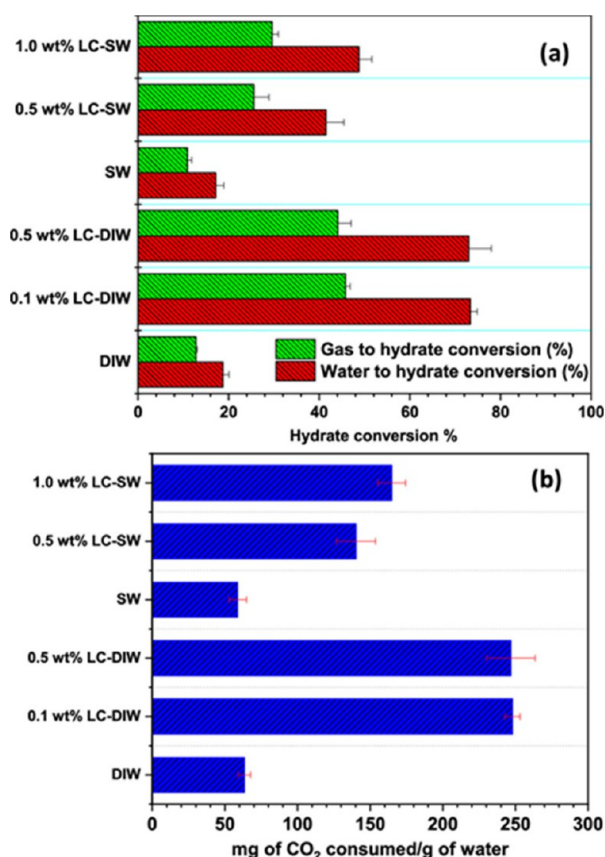 (a)
1.0 wt% LC-SW
0.5 wt% LC-SW
SW
0.5 wt% LC-DIW
0.1 wt% LC-DIW
DIW
Gas to hydrate conversion (%)
Water to hydrate conversion (%)
0 20 40 60 80 100
Hydrate conversion %
(b)
1.0 wt% LC-SW
0.5 wt% LC-SW
SW
0.5 wt% LC-DIW
0.1 wt% LC-DIW
DIW
0 50 100 150 200 250 300
mg of CO₂ consumed/g of water